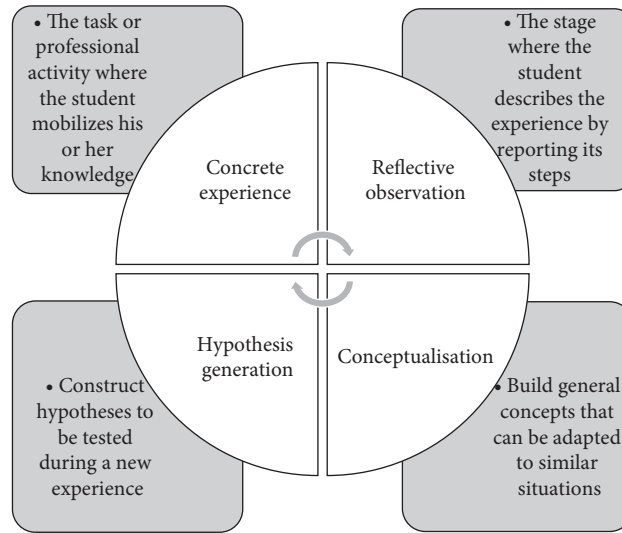 • The task or
professional
activity where
the student
mobilizes his
or her
knowledge
• The stage
where the
student
describes the
experience by
reporting its
steps
Concrete
experience
Reflective
observation
Hypothesis
generation
Conceptualisation
• Construct
hypotheses to
be tested
during a new
experience
• Build general
concepts that
can be adapted
to similar
situations